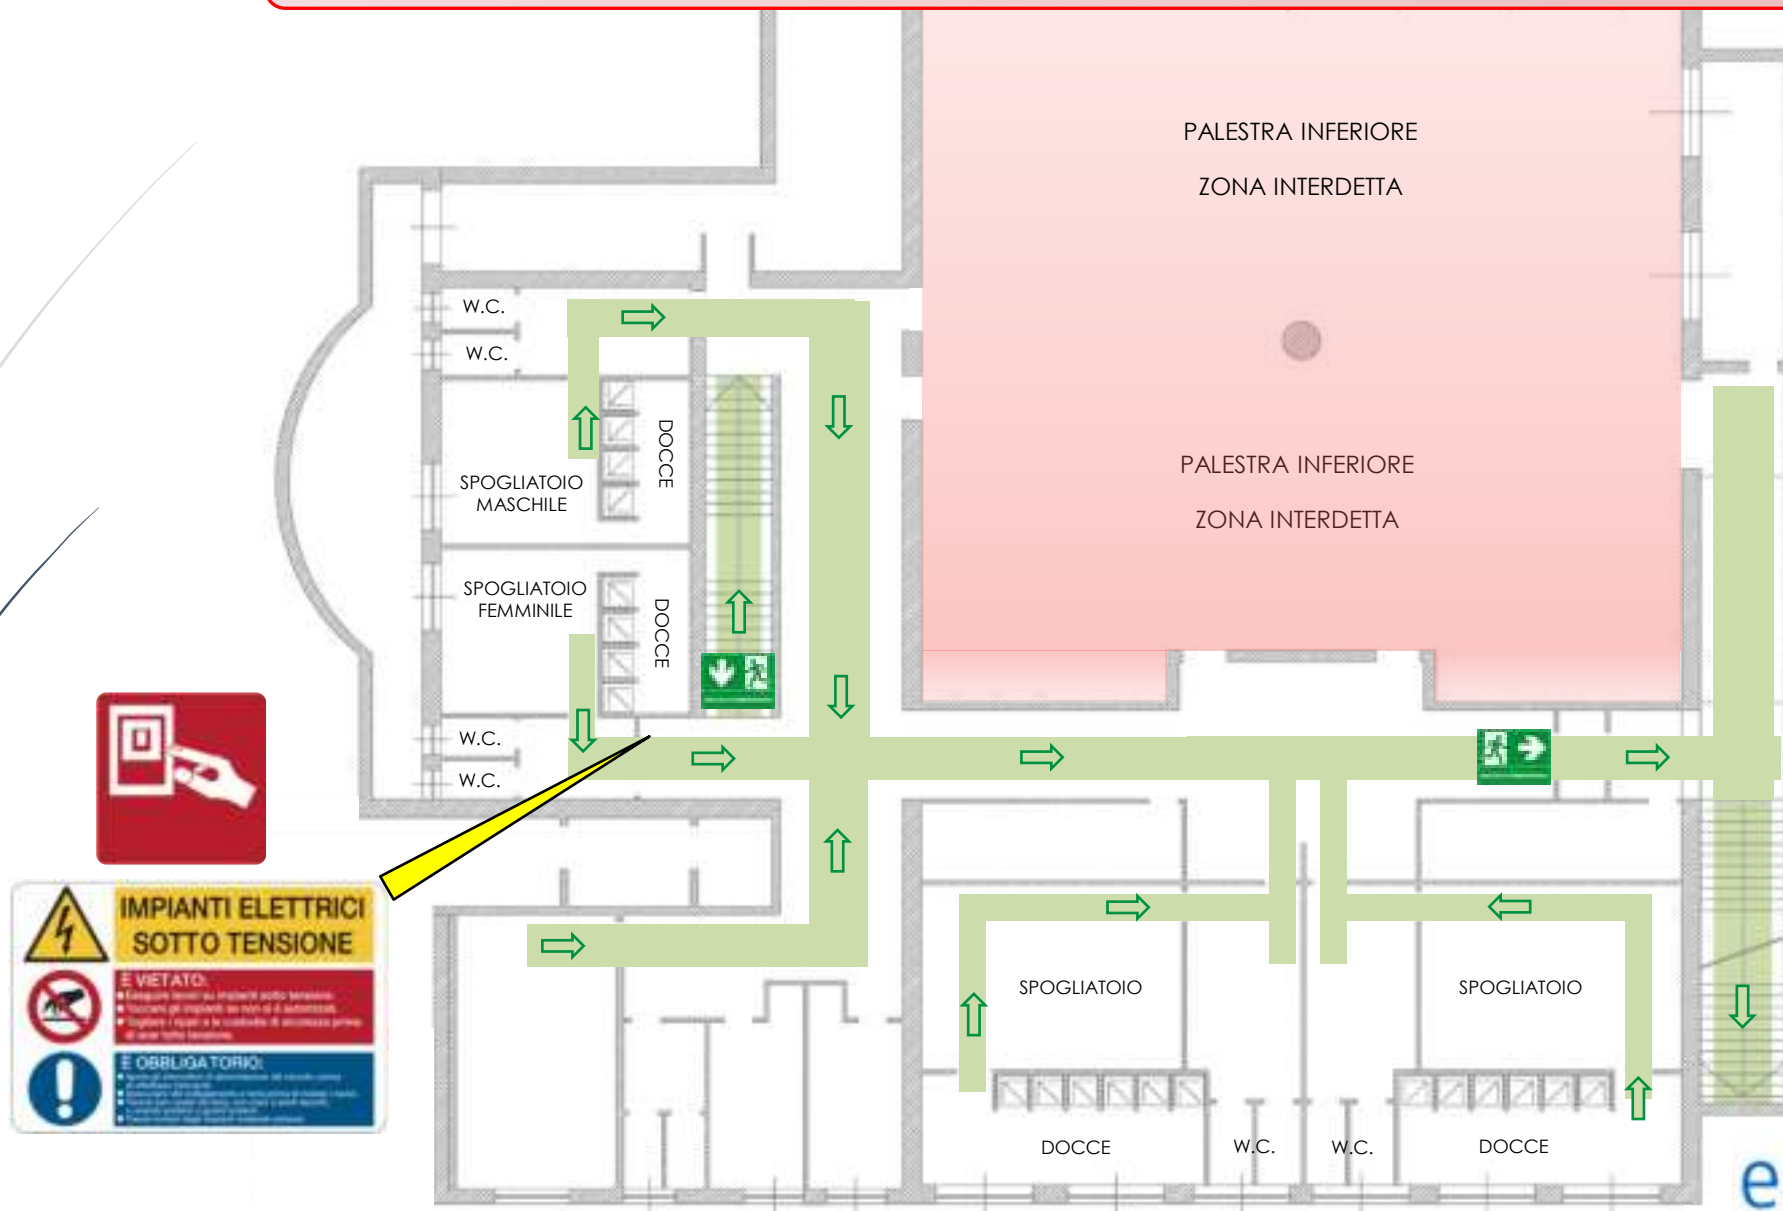 PALESTRA INFERIORE
ZONA INTERDETTA
W.C.
W.C.
DOCCE
SPOGLIATOIO
MASCHILE
PALESTRA INFERIORE
ZONA INTERDETTA
SPOGLIATOIO
FEMMINILE
DOCCE
W.C.
W.C.
IMPIANTI ELETTRICI
SOTTO TENSIONE
È VIETATO:
È OBBLIGATORIO:
SPOGLIATOIO
SPOGLIATOIO
DOCCE
W.C.
W.C.
DOCCE
e